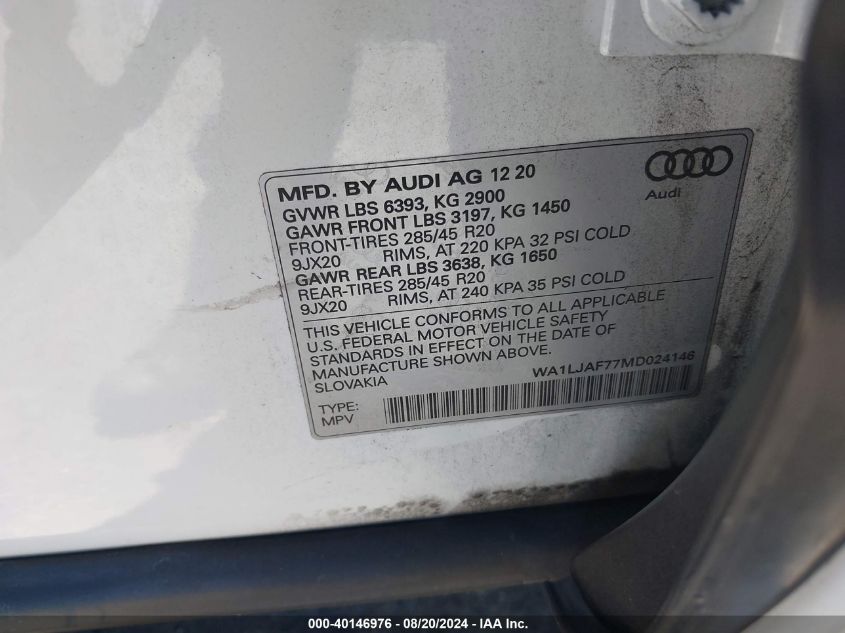 MFD. BY AUDI AG 12 20
GVWR LBS 6393, KG 2900
GAWR FRONT LBS 3197, KG 1450
FRONT-TIRES 285/45 R20
9JX20 RIMS, AT 220 KPA 32 PSI COLD
GAWR REAR LBS 3638, KG 1650
REAR-TIRES 285/45 R20
9JX20 RIMS, AT 240 KPA 35 PSI COLD
THIS VEHICLE CONFORMS TO ALL APPLICABLE
U.S. FEDERAL MOTOR VEHICLE SAFETY
STANDARDS IN EFFECT ON THE DATE OF
MANUFACTURE SHOWN ABOVE.
SLOVAKIA
WA1LJAF77MD024146
TYPE:
MPV
Audi
000-40146976 - 08/20/2024 - IAA Inc.